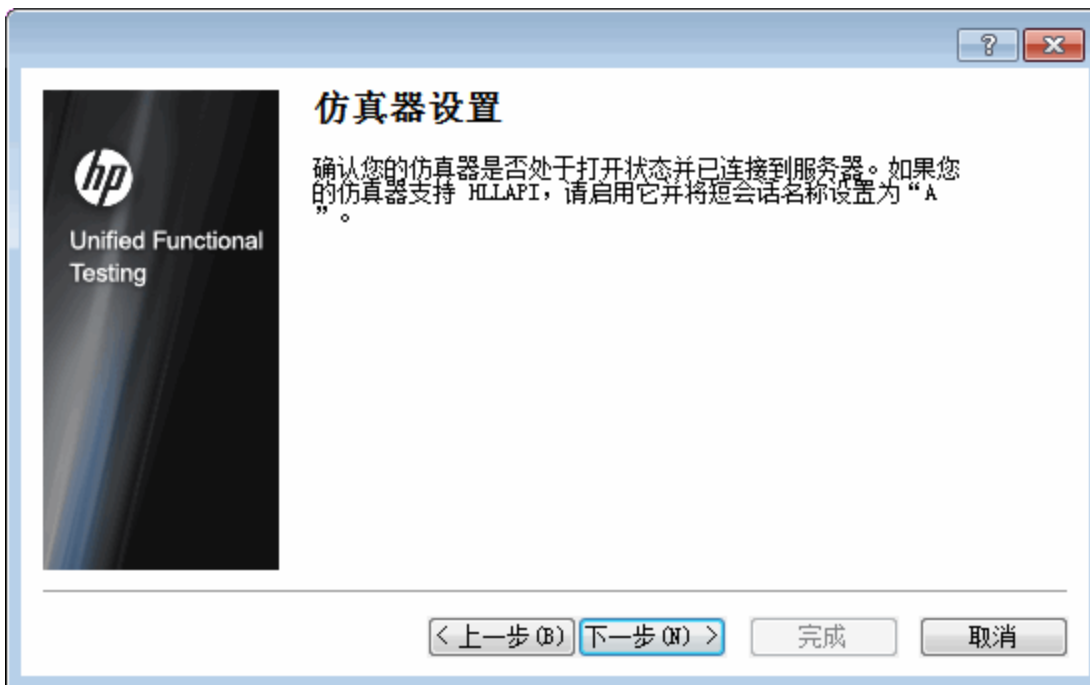 ?
仿真器设置
确认您的仿真器是否处于打开状态并已连接到服务器。如果您
的仿真器支持 HLLAPI，请启用它并将短会话名称设置为“A
”。
hp
Unified Functional
Testing
< 上一步(B)
下一步(N) >
完成
取消